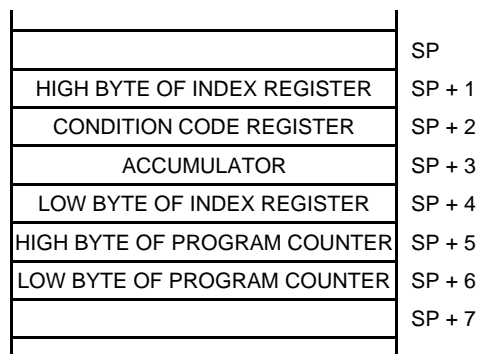 SP
HIGH BYTE OF INDEX REGISTER SP + 1
CONDITION CODE REGISTER SP + 2
ACCUMULATOR SP + 3
LOW BYTE OF INDEX REGISTER SP + 4
HIGH BYTE OF PROGRAM COUNTER SP + 5
LOW BYTE OF PROGRAM COUNTER SP + 6
SP + 7